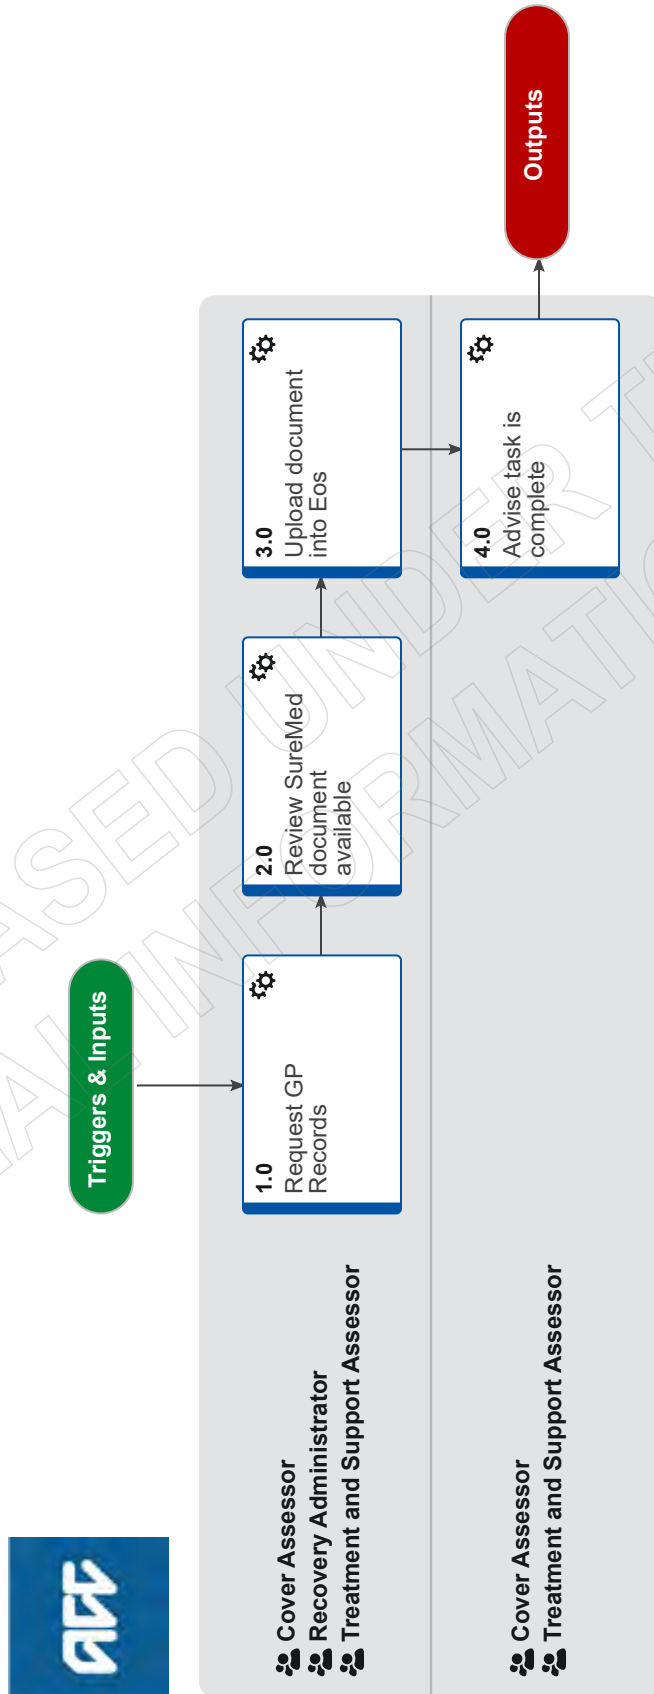 acc
Triggers & Inputs
Cover Assessor
Recovery Administrator
Treatment and Support Assessor
1.0
Request GP
Records
2.0
Review SureMed
document
available
3.0
Upload document
into Eos
Cover Assessor
Treatment and Support Assessor
4.0
Advise task is
complete
Outputs